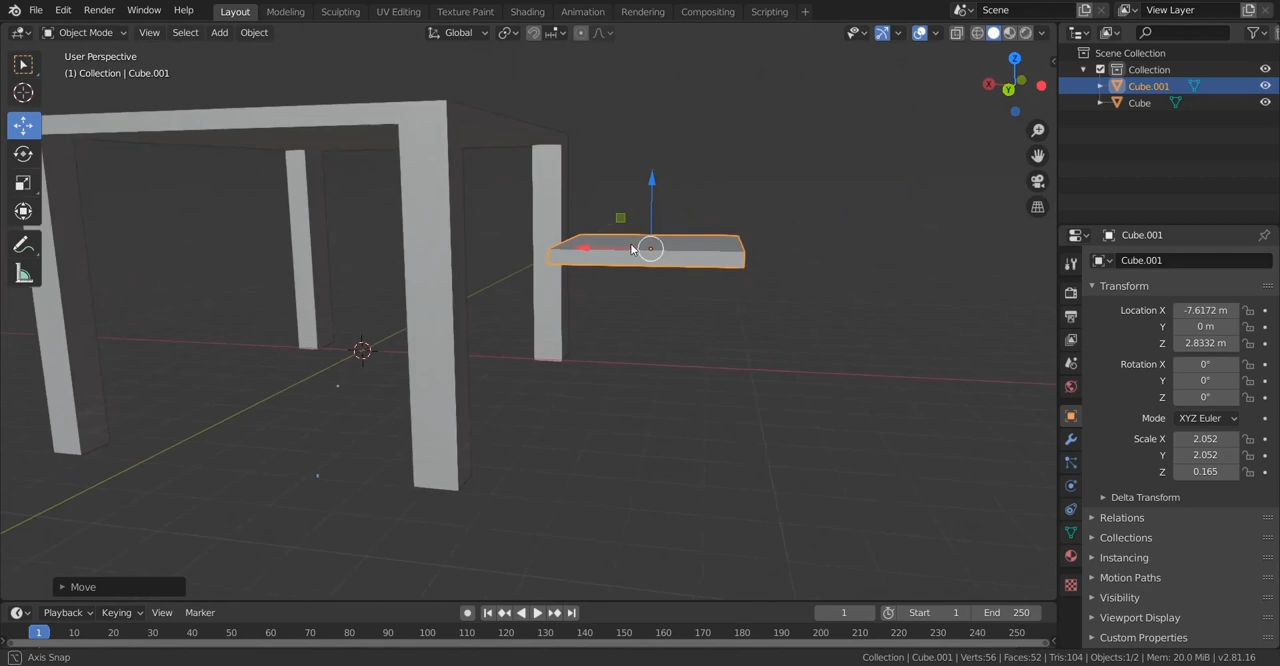 File Edit Render Window Help Layout Modeling Sculpting UV Editing Texture Paint Shading Animation Rendering Compositing Scripting + Scene View Layer
Object Mode View Select Add Object Global
User Perspective
(1) Collection | Cube.001
Scene Collection
Collection
Cube.001
Cube
X
Y
Z
Cube.001
Cube.001
Transform
Location X -7.6172 m
Y 0 m
Z 2.8332 m
Rotation X 0°
Y 0°
Z 0°
Mode XYZ Euler
Scale X 2.052
Y 2.052
Z 0.165
Delta Transform
Relations
Collections
Instancing
Motion Paths
Visibility
Viewport Display
Custom Properties
Move
Playback Keying View Marker 1 Start 1 End 250
1 10 20 30 40 50 60 70 80 90 100 110 120 130 140 150 160 170 180 190 200 210 220 230 240 250
Axis Snap Collection | Cube.001 | Verts:56 | Faces:52 | Tris:104 | Objects:1/2 | Mem: 20.0 MiB | v2.81.16